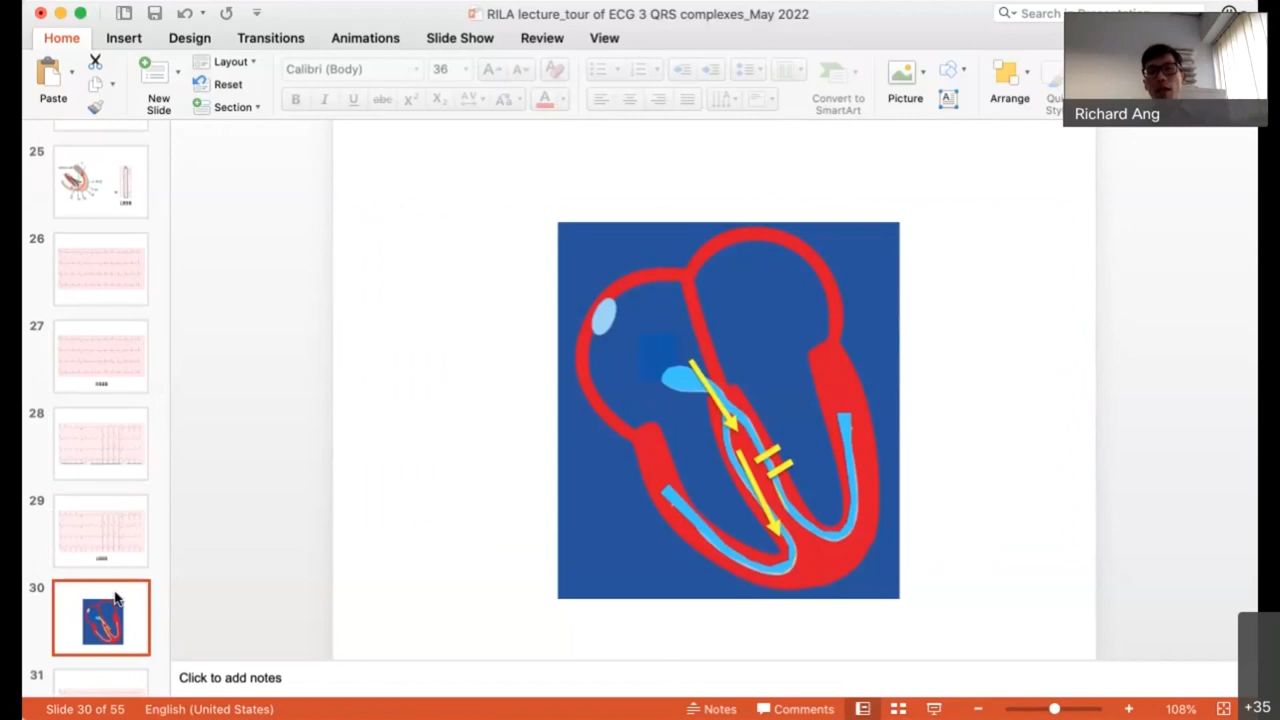 RILA lecture_tour of ECG 3 QRS complexes_May 2022
Search in Presentation
Home Insert Design Transitions Animations Slide Show Review View
Paste
New
Slide
Layout
Reset
Section
Calibri (Body) 36
Convert to
SmartArt
Picture
Arrange
Richard Ang
25
26
27
28
29
30
31
Click to add notes
Slide 30 of 55 English (United States) Notes Comments 108% +35